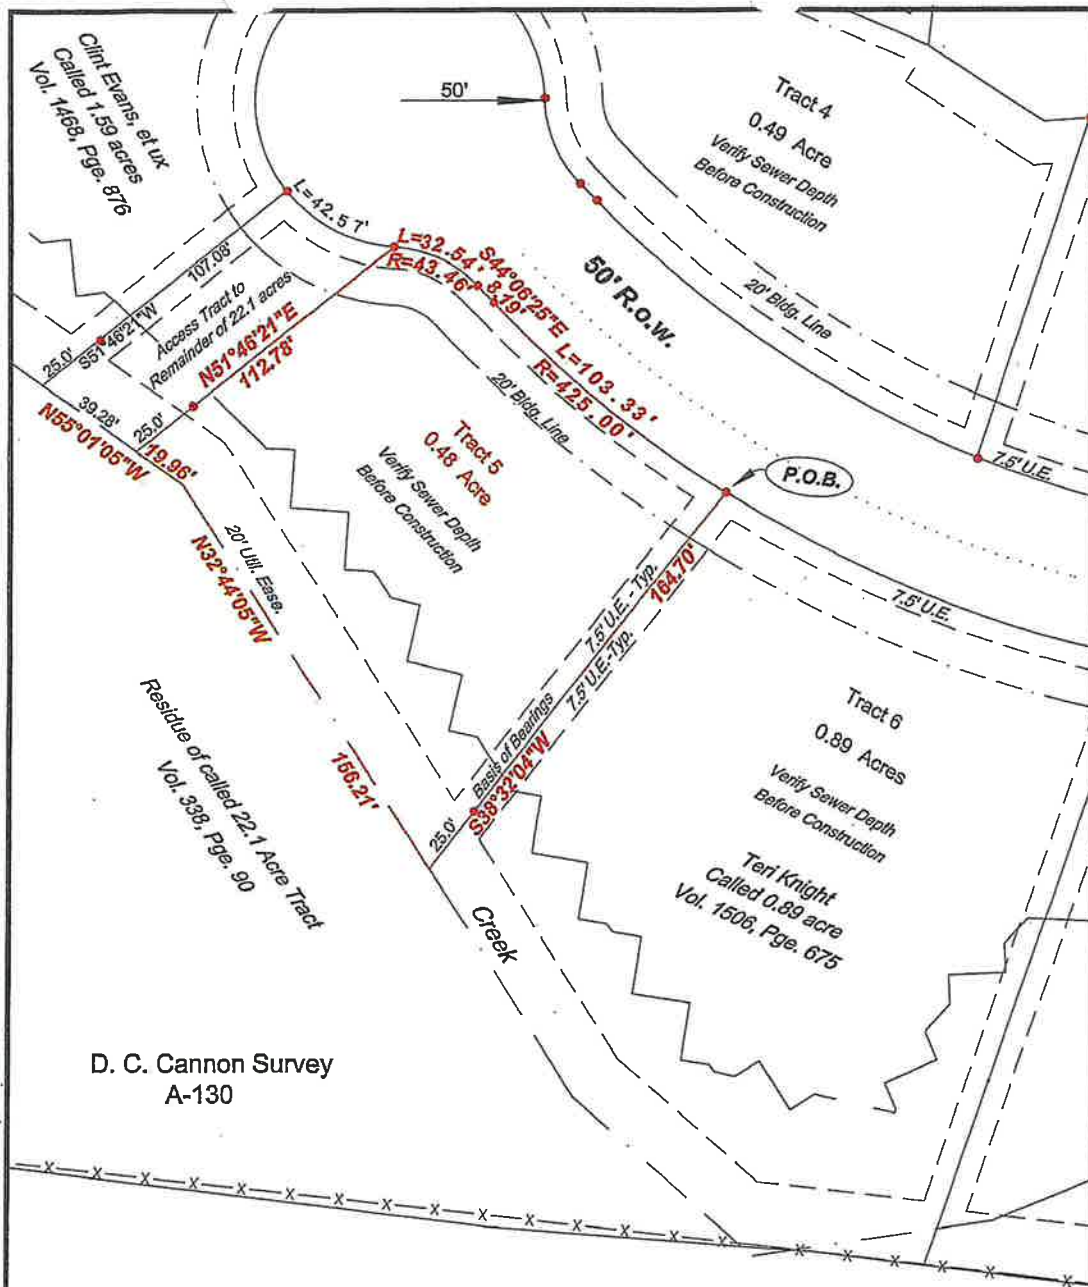 Clint Evans, et ux
Called 1.59 acres
Vol. 1468, Pge. 876
50'
Tract 4
0.49 Acre
Verify Sewer Depth
Before Construction
20' Bldg. Line
50' R.o.w.
L=42.57'
L=32.54'
R=43.46'
S44°06'25"E
8.19'
L=103.33'
R=425.00'
20' Bldg. Line
107.08'
S51°46'21"W
25.0'
Access Tract to
Remainder of 22.1 acres
N51°46'21"E
112.78'
39.28'
25.0'
N55°01'05"W
19.96'
Tract 5
0.48 Acre
Verify Sewer Depth
Before Construction
P.O.B.
7.5' U.E.
7.5' U.E.
20' Util. Ease.
N32°44'05"W
156.21'
7.5' U.E. - Typ.
164.70'
7.5' U.E.-Typ.
Basis of Bearings
S38°32'04"W
25.0'
Residue of called 22.1 Acre Tract
Vol. 338, Pge. 90
Tract 6
0.89 Acres
Verify Sewer Depth
Before Construction
Teri Knight
Called 0.89 acre
Vol. 1506, Pge. 675
Creek
D. C. Cannon Survey
A-130